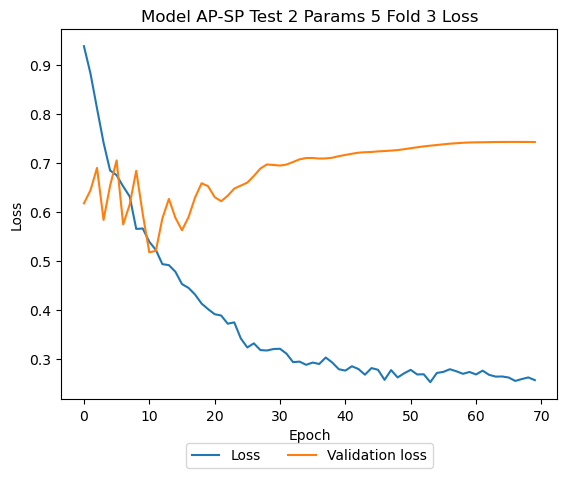 Model AP-SP Test 2 Params 5 Fold 3 Loss
Loss
0.9
0.8
0.7
0.6
0.5
0.4
0.3
0 10 20 30 40 50 60 70
Epoch
Loss Validation loss